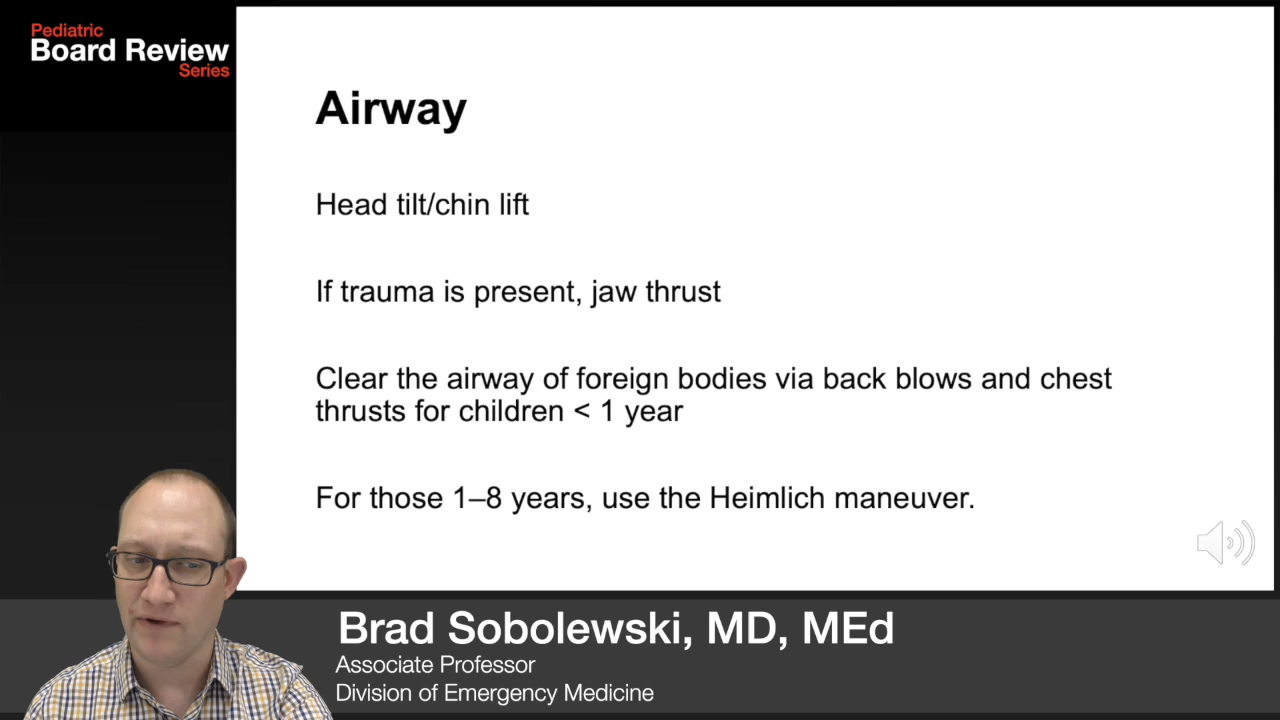 Pediatric
Board Review
Series
Airway
Head tilt/chin lift
If trauma is present, jaw thrust
Clear the airway of foreign bodies via back blows and chest
thrusts for children < 1 year
For those 1–8 years, use the Heimlich maneuver.
Brad Sobolewski, MD, MEd
Associate Professor
Division of Emergency Medicine